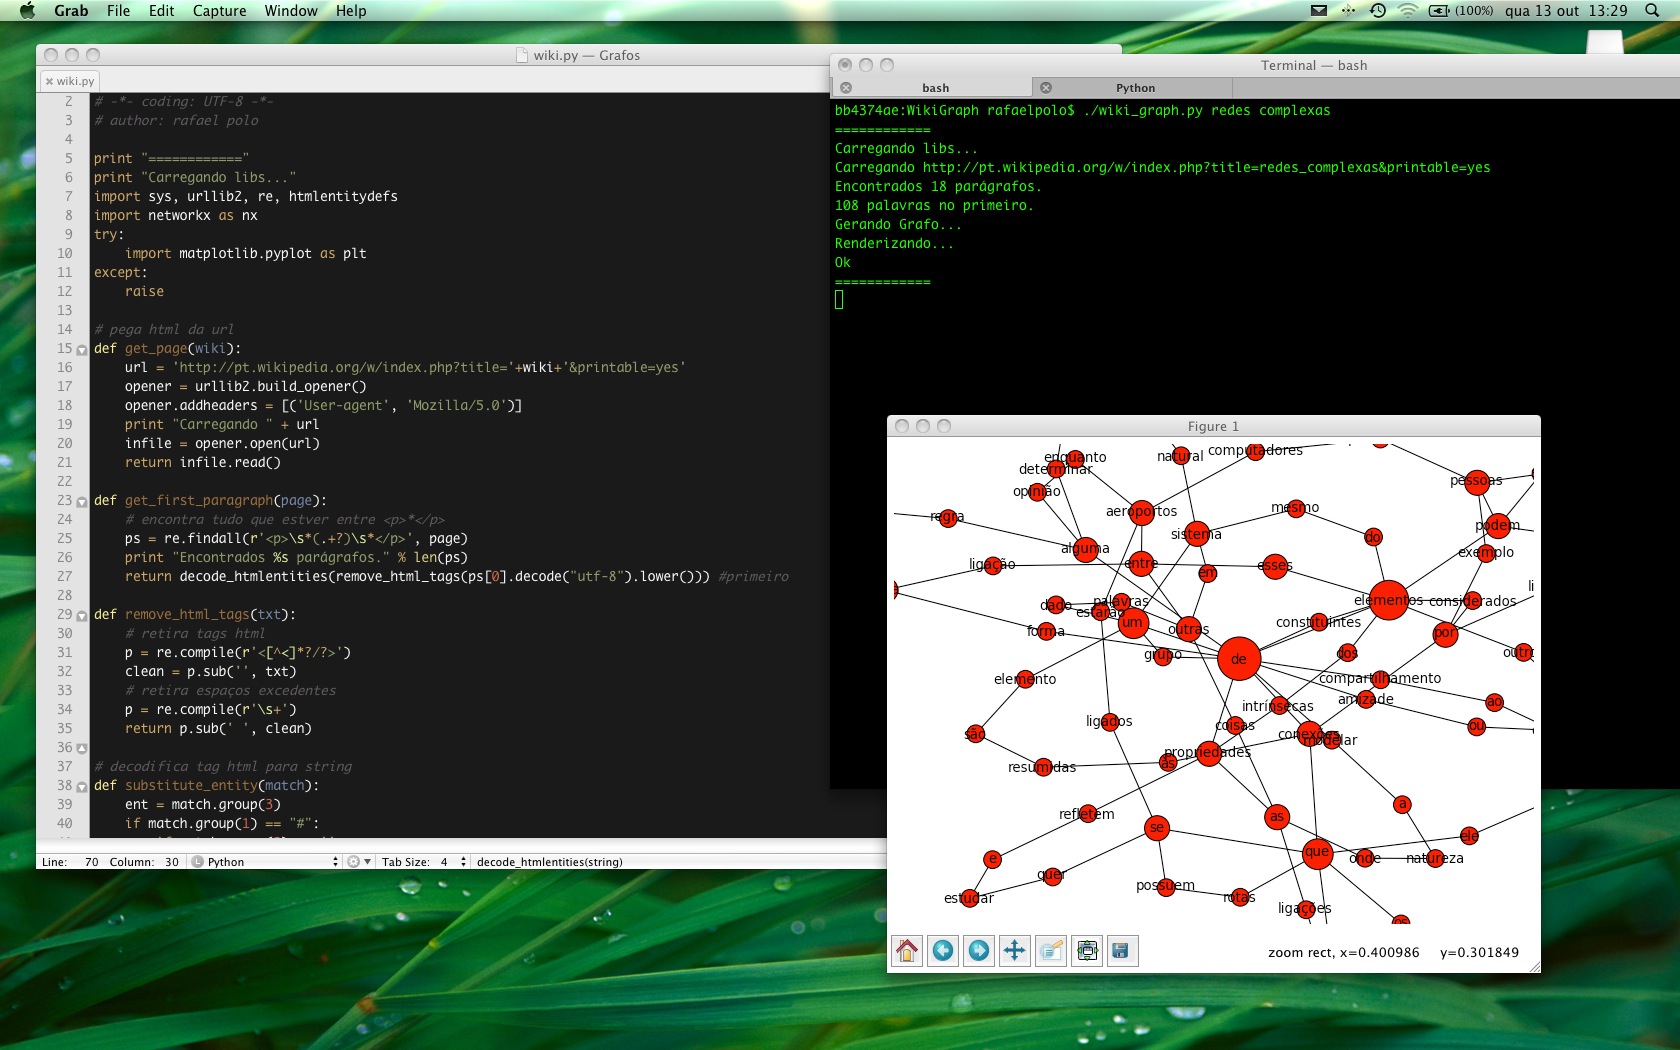 Grab File Edit Capture Window Help
(100%) qua 13 out 13:29
wiki.py — Grafos
wiki.py
2 # -*- coding: UTF-8 -*-
3 # author: rafael polo
4
5 print "============"
6 print "Carregando libs..."
7 import sys, urllib2, re, htmlentitydefs
8 import networkx as nx
9 try:
10 import matplotlib.pyplot as plt
11 except:
12 raise
13
14 # pega html da url
15 def get_page(wiki):
16 url = 'http://pt.wikipedia.org/w/index.php?title='+wiki+'&printable=yes'
17 opener = urllib2.build_opener()
18 opener.addheaders = [('User-agent', 'Mozilla/5.0')]
19 print "Carregando " + url
20 infile = opener.open(url)
21 return infile.read()
22
23 def get_first_paragraph(page):
24 # encontra tudo que estver entre <p>*</p>
25 ps = re.findall(r'<p>\s*(.+?)\s*</p>', page)
26 print "Encontrados %s parágrafos." % len(ps)
27 return decode_htmlentities(remove_html_tags(ps[0].decode("utf-8").lower())) #primeiro
28
29 def remove_html_tags(txt):
30 # retira tags html
31 p = re.compile(r'<[^<]*?/?>')
32 clean = p.sub('', txt)
33 # retira espaços excedentes
34 p = re.compile(r'\s+')
35 return p.sub(' ', clean)
36
37 # decodifica tag html para string
38 def substitute_entity(match):
39 ent = match.group(3)
40 if match.group(1) == "#":
Line: 70 Column: 30 L Python Tab Size: 4 decode_htmlentities(string)
Terminal — bash
bash Python
bb4374ae:WikiGraph rafaelpolo$ ./wiki_graph.py redes complexas
============
Carregando libs...
Carregando http://pt.wikipedia.org/w/index.php?title=redes_complexas&printable=yes
Encontrados 18 parágrafos.
108 palavras no primeiro.
Gerando Grafo...
Renderizando...
Ok
============
Figure 1
enquanto
natural
computadores
determinar
pessoas
opinião
mesmo
aeroportos
regra
podem
sistema
do
alguma
exemplo
ligação
entre
esses
em
elementos
considerados
dado
palavras
estarão
um
constituintes
forma
outras
por
grupo
de
dos
outro
elemento
compartilhamento
amizade
ao
intrínsecas
ligados
coisas
ou
são
conexões
modelar
propriedades
resumidas
às
a
refletem
as
se
ele
que
e
onde
natureza
quer
possuem
estudar
rotas
ligações
os
zoom rect, x=0.400986 y=0.301849